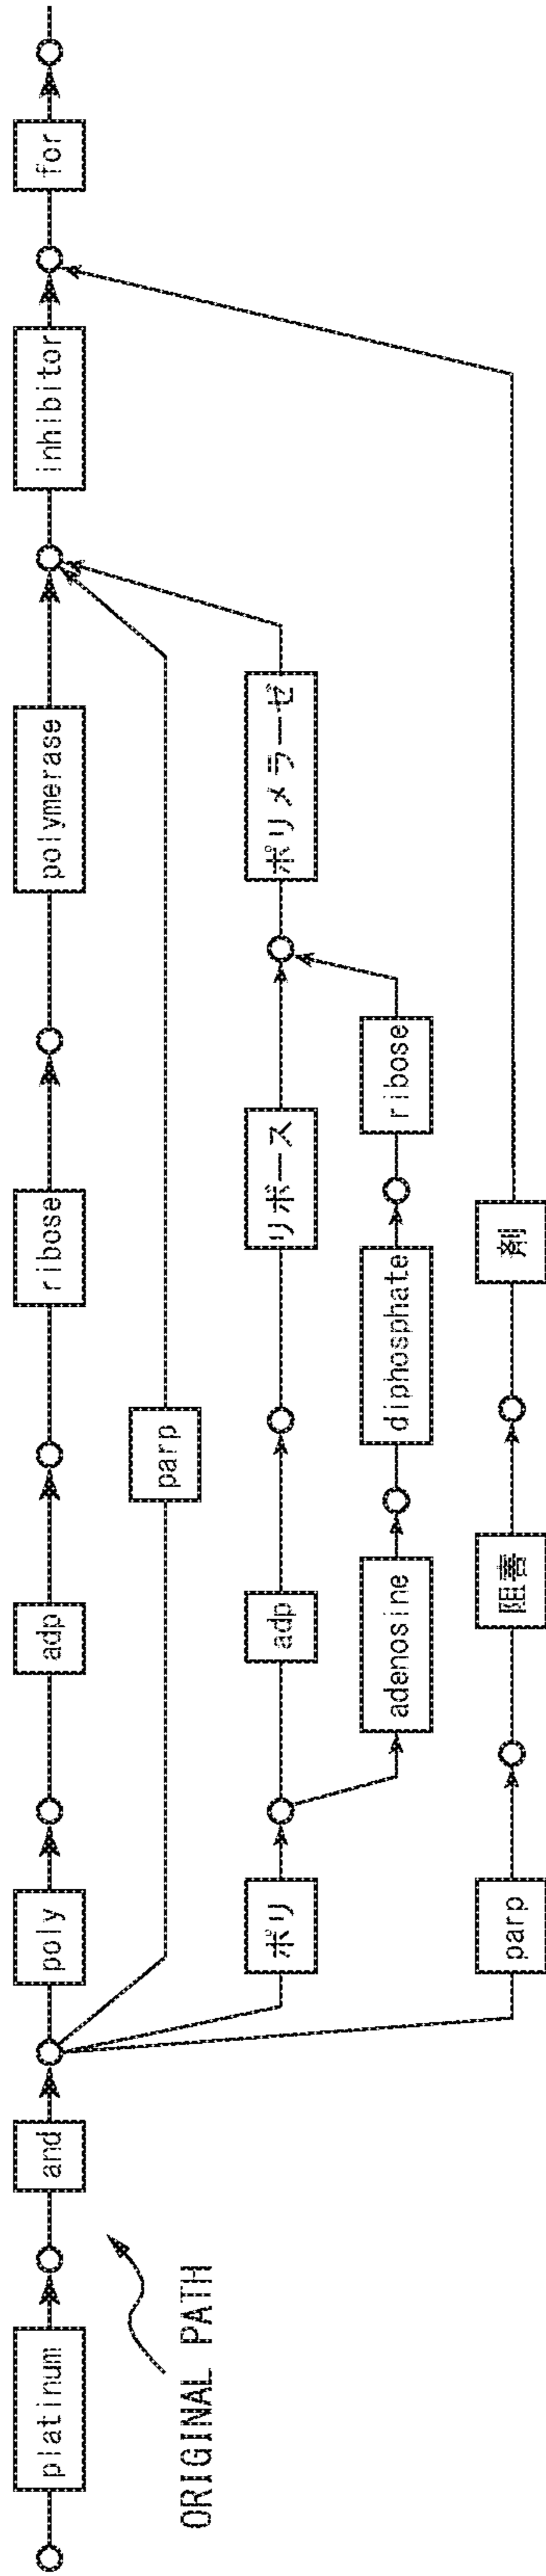 platinum
and
poly
adp
ribose
polymerase
inhibitor
for
ORIGINAL PATH
parp
ポリ
adp
リボース
ポリメラーゼ
adenosine
diphosphate
ribose
parp
阻害
剤